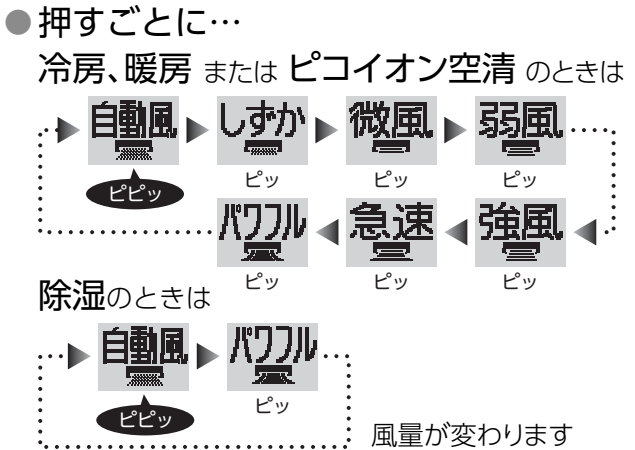 ●押すごとに…
冷房、暖房 または ピコイオン空清 のときは
自動風 しずか 微風 弱風
ピピッ ピッ ピッ ピッ
パワフル 急速 強風
ピッ ピッ ピッ
除湿のときは
自動風 パワフル
ピピッ ピッ
風量が変わります